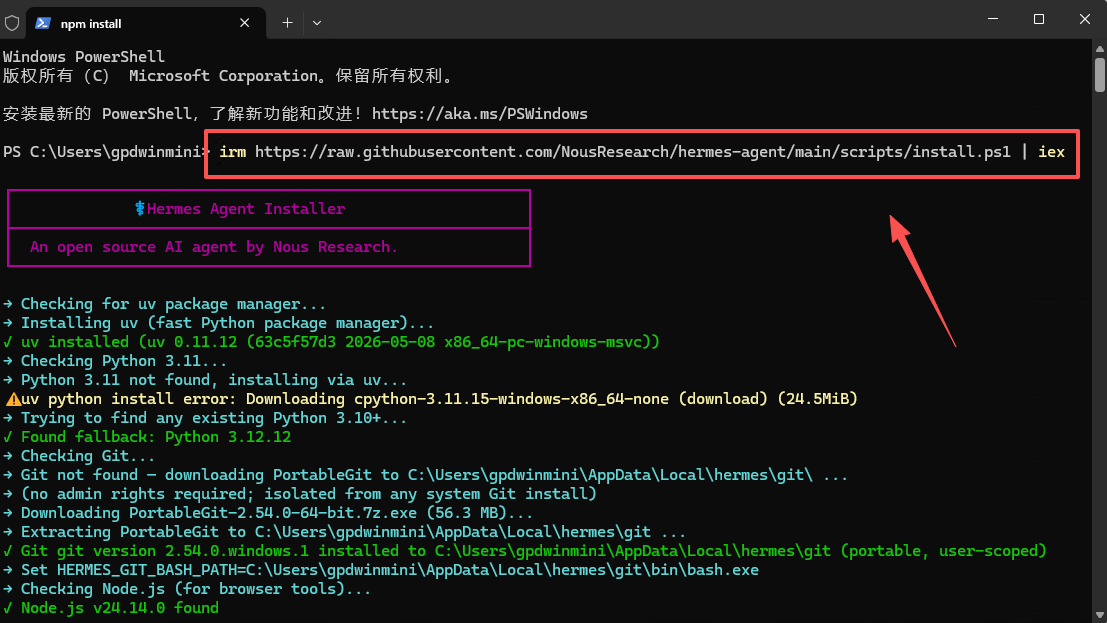 npm install
Windows PowerShell
版权所有 (C)  Microsoft Corporation。保留所有权利。
安装最新的 PowerShell,了解新功能和改进!https://aka.ms/PSWindows
PS C:\Users\gpdwinmini> irm https://raw.githubusercontent.com/NousResearch/hermes-agent/main/scripts/install.ps1 | iex
⚕Hermes Agent Installer
An open source AI agent by Nous Research.
→ Checking for uv package manager...
→ Installing uv (fast Python package manager)...
√ uv installed (uv 0.11.12 (63c5f57d3 2026-05-08 x86_64-pc-windows-msvc))
→ Checking Python 3.11...
→ Python 3.11 not found, installing via uv...
⚠uv python install error: Downloading cpython-3.11.15-windows-x86_64-none (download) (24.5MiB)
→ Trying to find any existing Python 3.10+...
√ Found fallback: Python 3.12.12
→ Checking Git...
→ Git not found — downloading PortableGit to C:\Users\gpdwinmini\AppData\Local\hermes\git\ ...
→ (no admin rights required; isolated from any system Git install)
→ Downloading PortableGit-2.54.0-64-bit.7z.exe (56.3 MB)...
→ Extracting PortableGit to C:\Users\gpdwinmini\AppData\Local\hermes\git ...
√ Git git version 2.54.0.windows.1 installed to C:\Users\gpdwinmini\AppData\Local\hermes\git (portable, user-scoped)
→ Set HERMES_GIT_BASH_PATH=C:\Users\gpdwinmini\AppData\Local\hermes\git\bin\bash.exe
→ Checking Node.js (for browser tools)...
√ Node.js v24.14.0 found